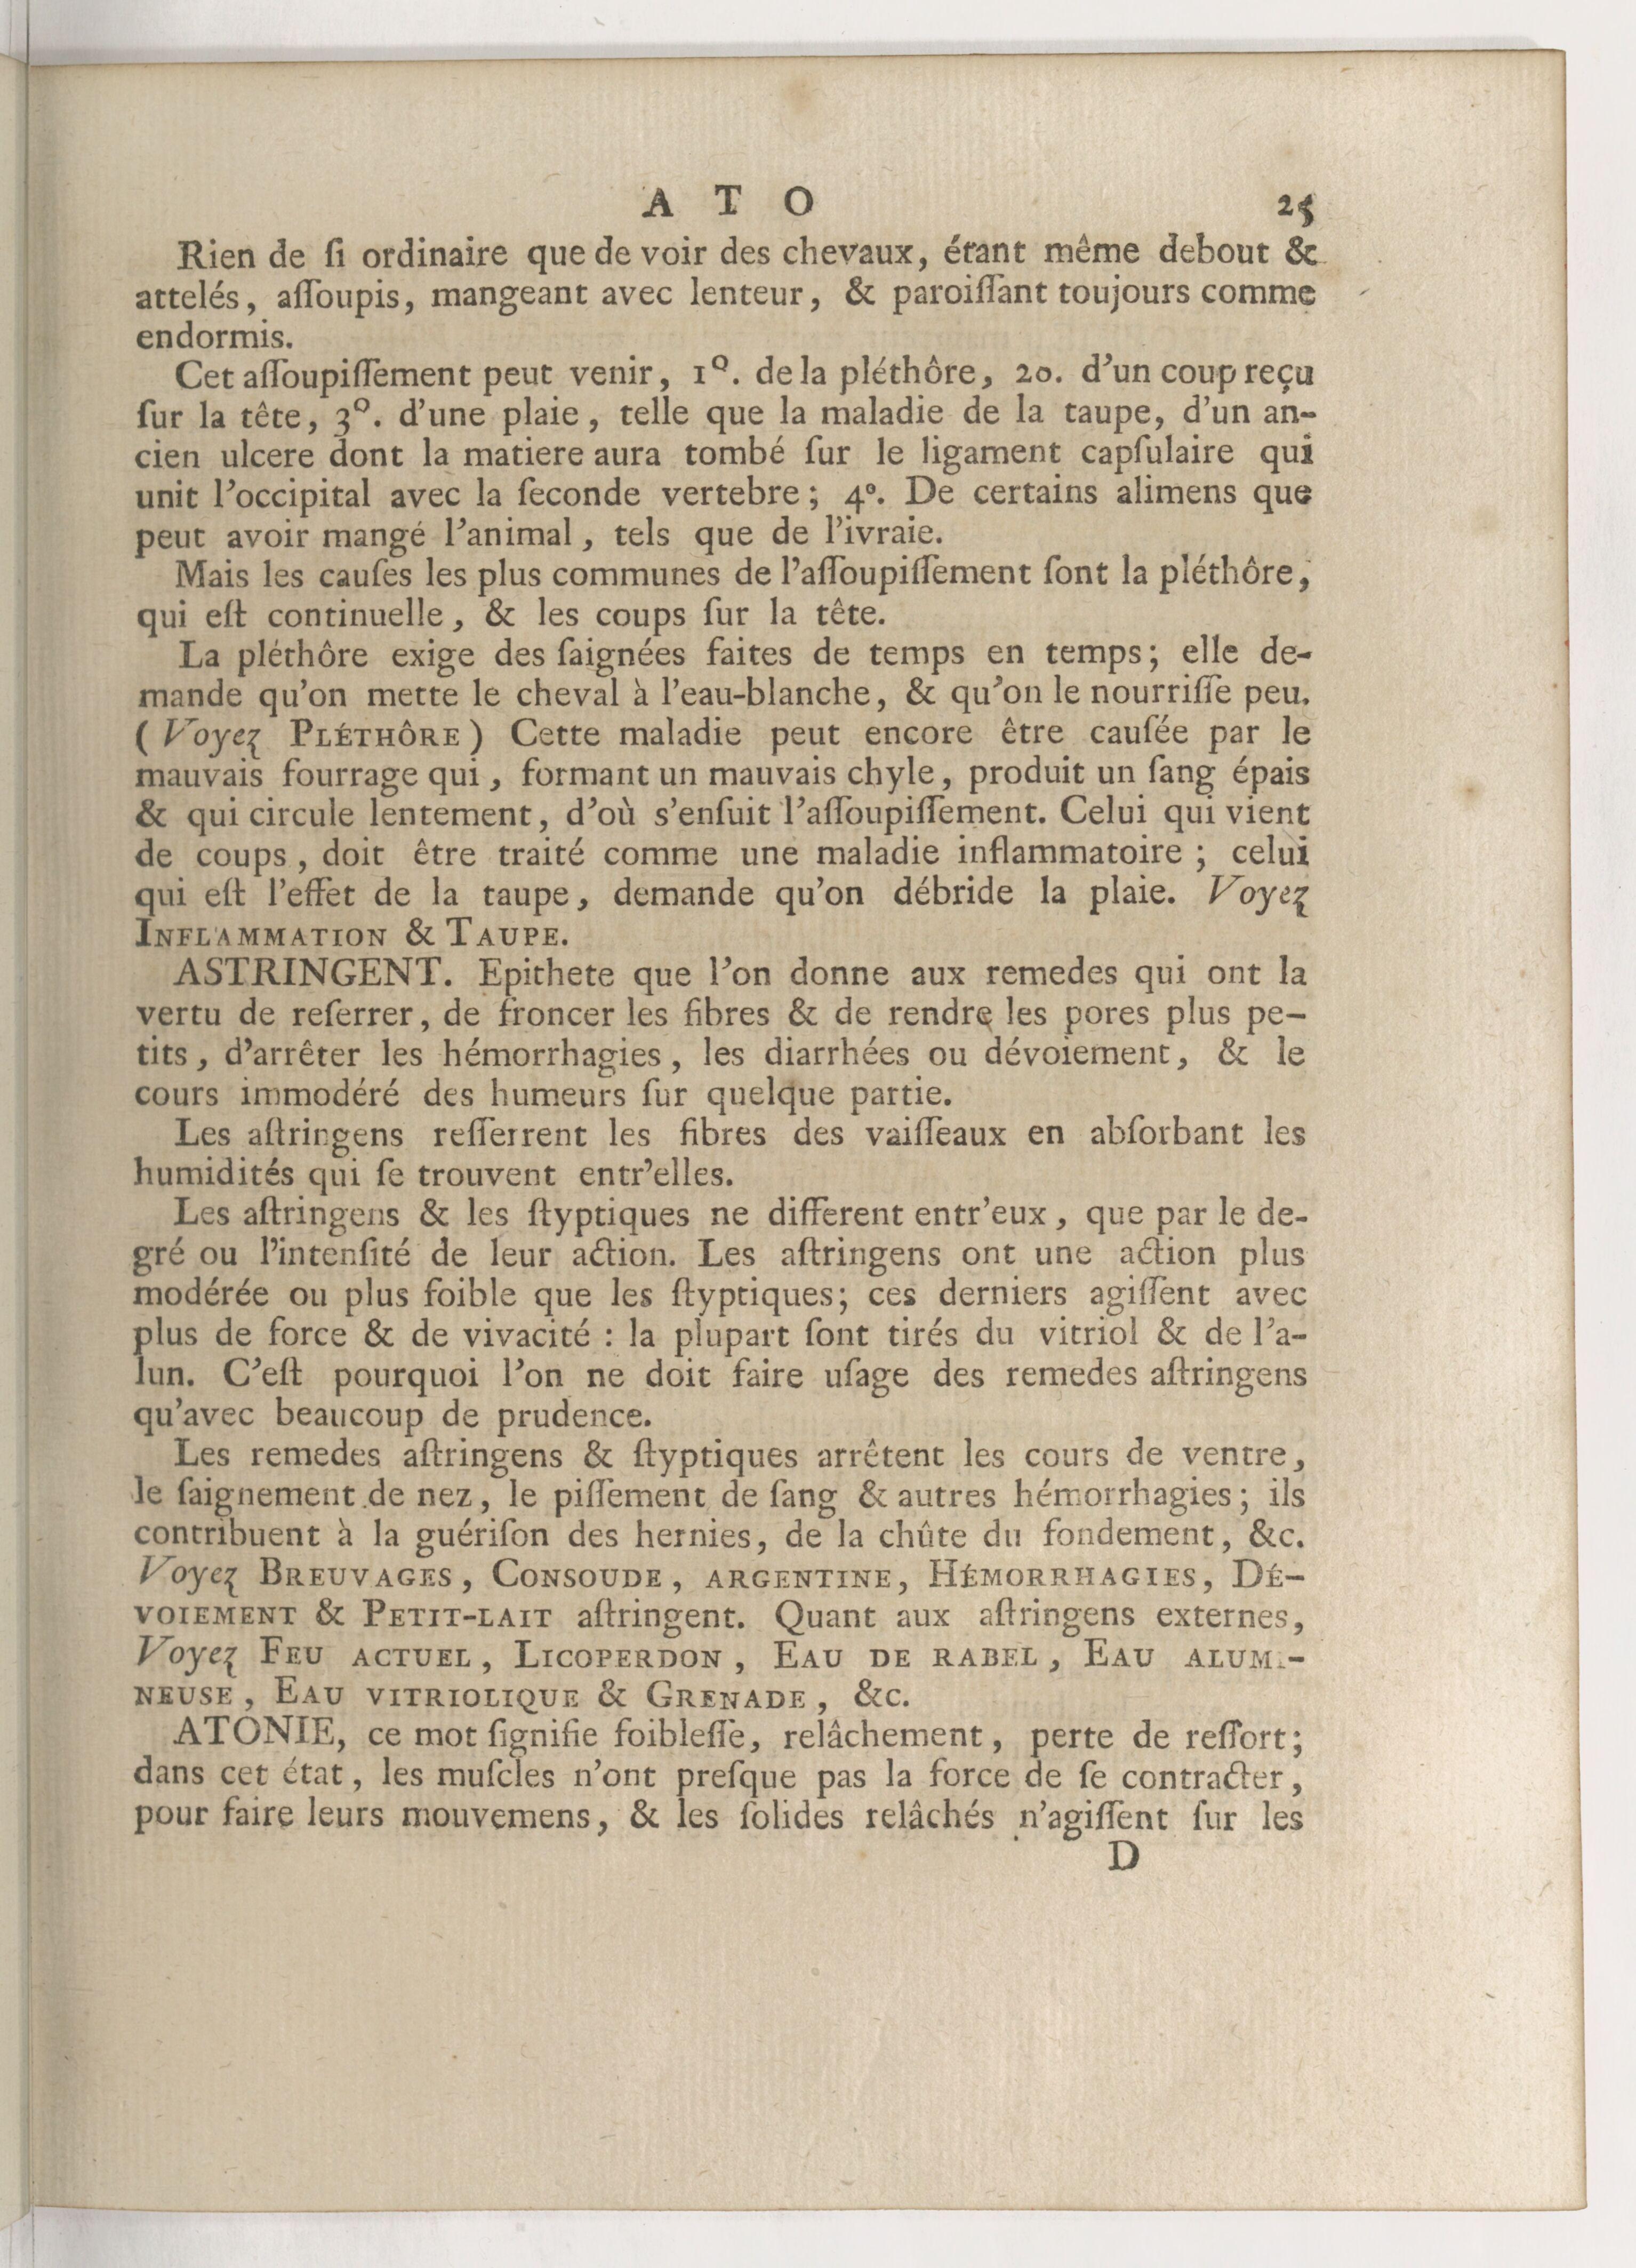 A T O 25
Rien de ſi ordinaire que de voir des chevaux, étant même debout &
attelés, aſſoupis, mangeant avec lenteur, & paroiſſant toujours comme
endormis.
Cet aſſoupiſſement peut venir, 1º. de la pléthôre, 20. d'un coup reçu
ſur la tête, 3º. d'une plaie, telle que la maladie de la taupe, d'un an-
cien ulcere dont la matiere aura tombé ſur le ligament capſulaire qui
unit l'occipital avec la ſeconde vertebre; 4º. De certains alimens que
peut avoir mangé l'animal, tels que de l'ivraie.
Mais les cauſes les plus communes de l'aſſoupiſſement ſont la pléthôre,
qui eſt continuelle, & les coups ſur la tête.
La pléthôre exige des ſaignées faites de temps en temps; elle de-
mande qu'on mette le cheval à l'eau-blanche, & qu'on le nourriſſe peu.
(Voyez PLÉTHÔRE) Cette maladie peut encore être cauſée par le
mauvais fourrage qui, formant un mauvais chyle, produit un ſang épais
& qui circule lentement, d'où s'enſuit l'aſſoupiſſement. Celui qui vient
de coups, doit être traité comme une maladie inflammatoire; celui
qui eſt l'effet de la taupe, demande qu'on débride la plaie. Voyez
INFLAMMATION & TAUPE.
ASTRINGENT. Epithete que l'on donne aux remedes qui ont la
vertu de reſerrer, de froncer les fibres & de rendre les pores plus pe-
tits, d'arrêter les hémorrhagies, les diarrhées ou dévoiement, & le
cours immodéré des humeurs ſur quelque partie.
Les aſtringens reſſerrent les fibres des vaiſſeaux en abſorbant les
humidités qui ſe trouvent entr'elles.
Les aſtringens & les ſtyptiques ne different entr'eux, que par le de-
gré ou l'intenſité de leur action. Les aſtringens ont une action plus
modérée ou plus foible que les ſtyptiques; ces derniers agiſſent avec
plus de force & de vivacité : la plupart ſont tirés du vitriol & de l'a-
lun. C'eſt pourquoi l'on ne doit faire uſage des remedes aſtringens
qu'avec beaucoup de prudence.
Les remedes aſtringens & ſtyptiques arrêtent les cours de ventre,
le ſaignement de nez, le piſſement de ſang & autres hémorrhagies; ils
contribuent à la guériſon des hernies, de la chûte du fondement, &c.
Voyez BREUVAGES, CONSOUDE, ARGENTINE, HÉMORRHAGIES, DÉ-
VOIEMENT & PETIT-LAIT aſtringent. Quant aux aſtringens externes,
Voyez FEU ACTUEL, LICOPERDON, EAU DE RABEL, EAU ALUMI-
NEUSE, EAU VITRIOLIQUE & GRENADE, &c.
ATONIE, ce mot ſignifie foibleſſe, relâchement, perte de reſſort;
dans cet état, les muſcles n'ont preſque pas la force de ſe contracter,
pour faire leurs mouvemens, & les ſolides relâchés n'agiſſent ſur les
D